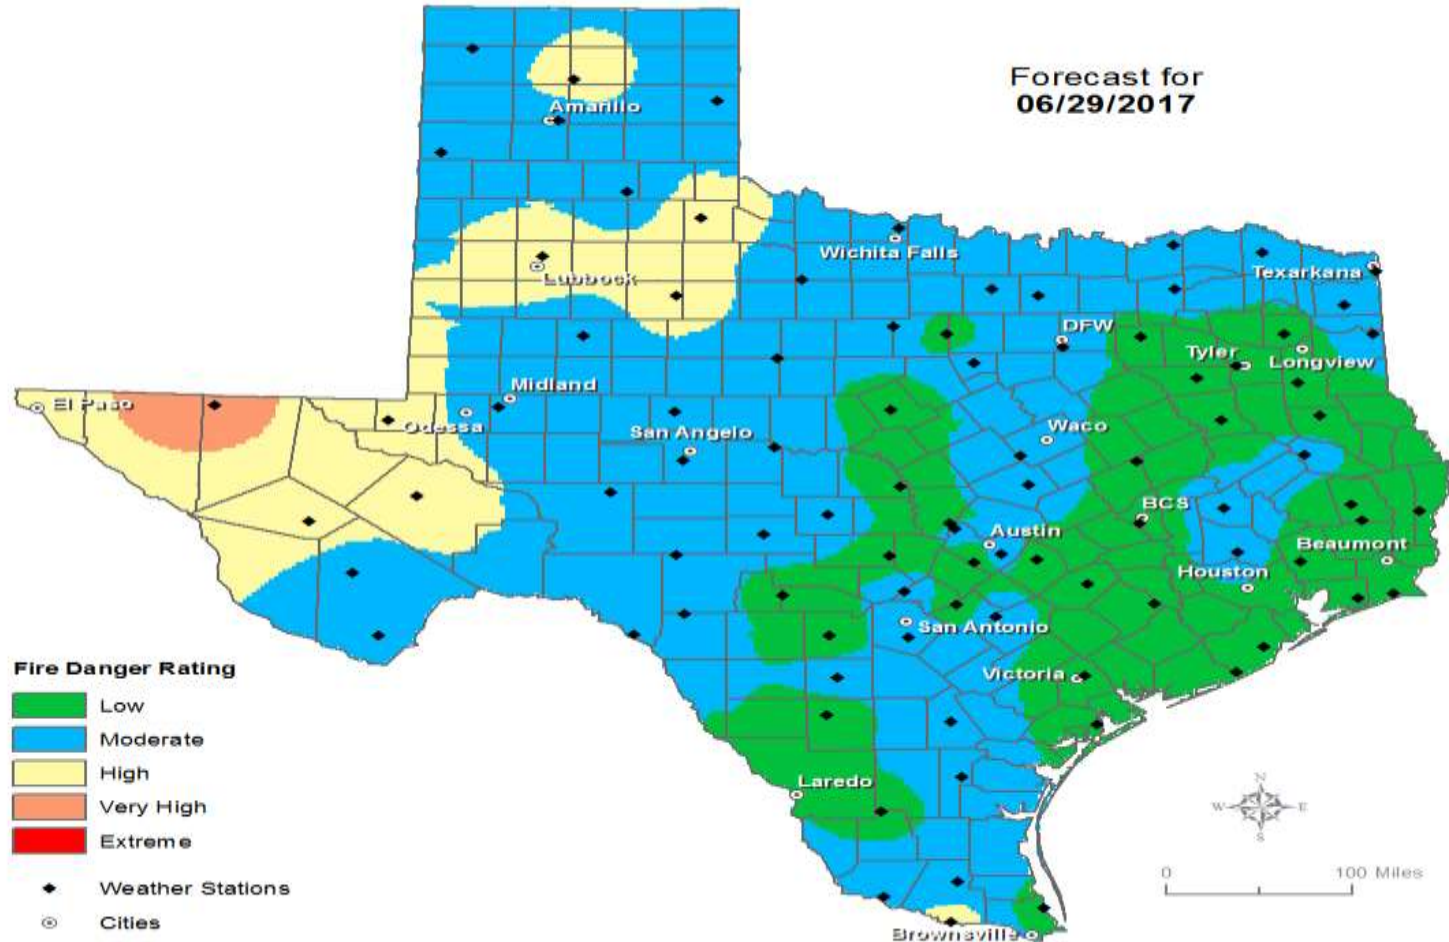 Forecast for
06/29/2017
Amarillo
Wichita Falls
Lubbock
Texarkana
DFW
Tyler
Longview
Midland
El Paso
Odessa
San Angelo
Waco
BCS
Austin
Beaumont
Houston
San Antonio
Victoria
Laredo
Brownsville
Fire Danger Rating
Low
Moderate
High
Very High
Extreme
Weather Stations
Cities
N
W
E
S
0
100 Miles